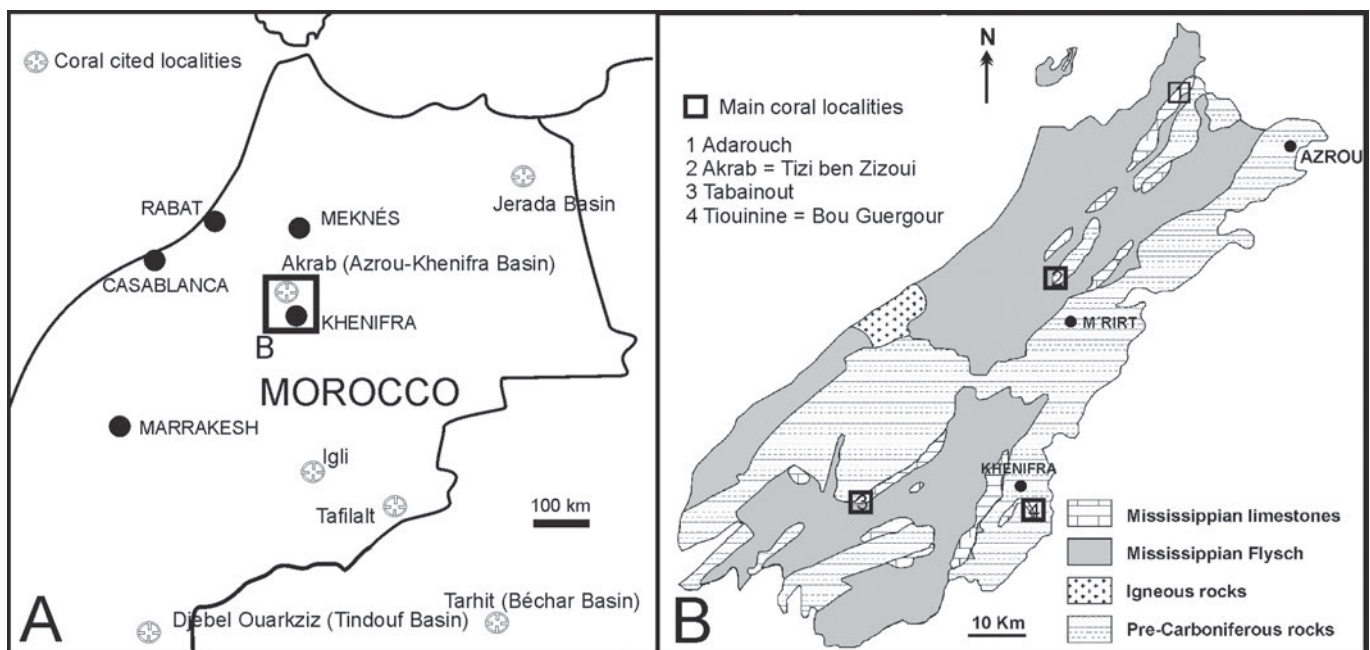 Coral cited localities
Jerada Basin
RABAT
MEKNÉS
Akrab (Azrou-Khenifra Basin)
CASABLANCA
KHENIFRA
B
MOROCCO
MARRAKESH
Igli
Tafilalt
100 km
Tarhit (Béchar Basin)
Djebel Ouarkziz (Tindouf Basin)
A
N
Main coral localities
1 Adarouch
2 Akrab = Tizi ben Zizoui
3 Tabainout
4 Tiouinine = Bou Guergour
1
AZROU
2
M´RIRT
KHENIFRA
3
4
Mississippian limestones
Mississippian Flysch
Igneous rocks
Pre-Carboniferous rocks
10 Km
B